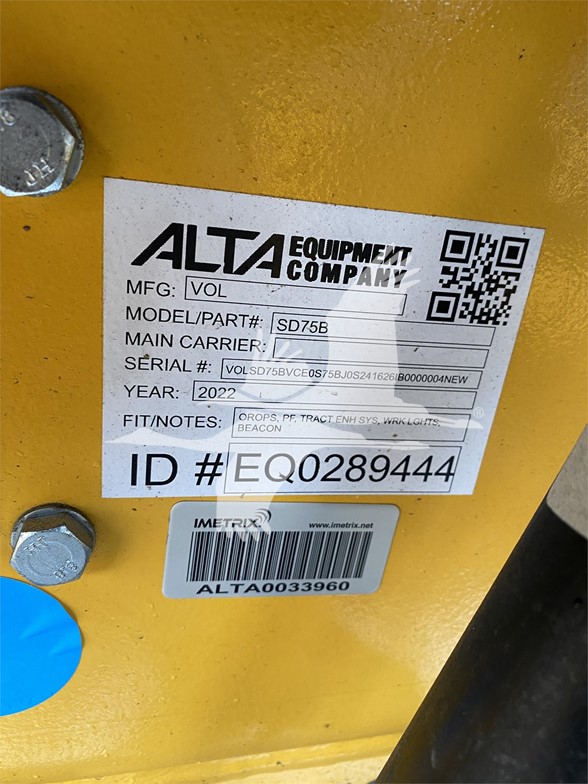 ALTA EQUIPMENT COMPANY
MFG: VOL
MODEL/PART#: SD75B
MAIN CARRIER:
SERIAL #: VOLSD75BVCE0S75BJ0S241626IB0000004NEW
YEAR: 2022
FIT/NOTES: OROPS, PF, TRACT ENH SYS, WRK LGHTS,
BEACON
ID # EQ0289444
IMETRIX www.imetrix.net
ALTA0033960